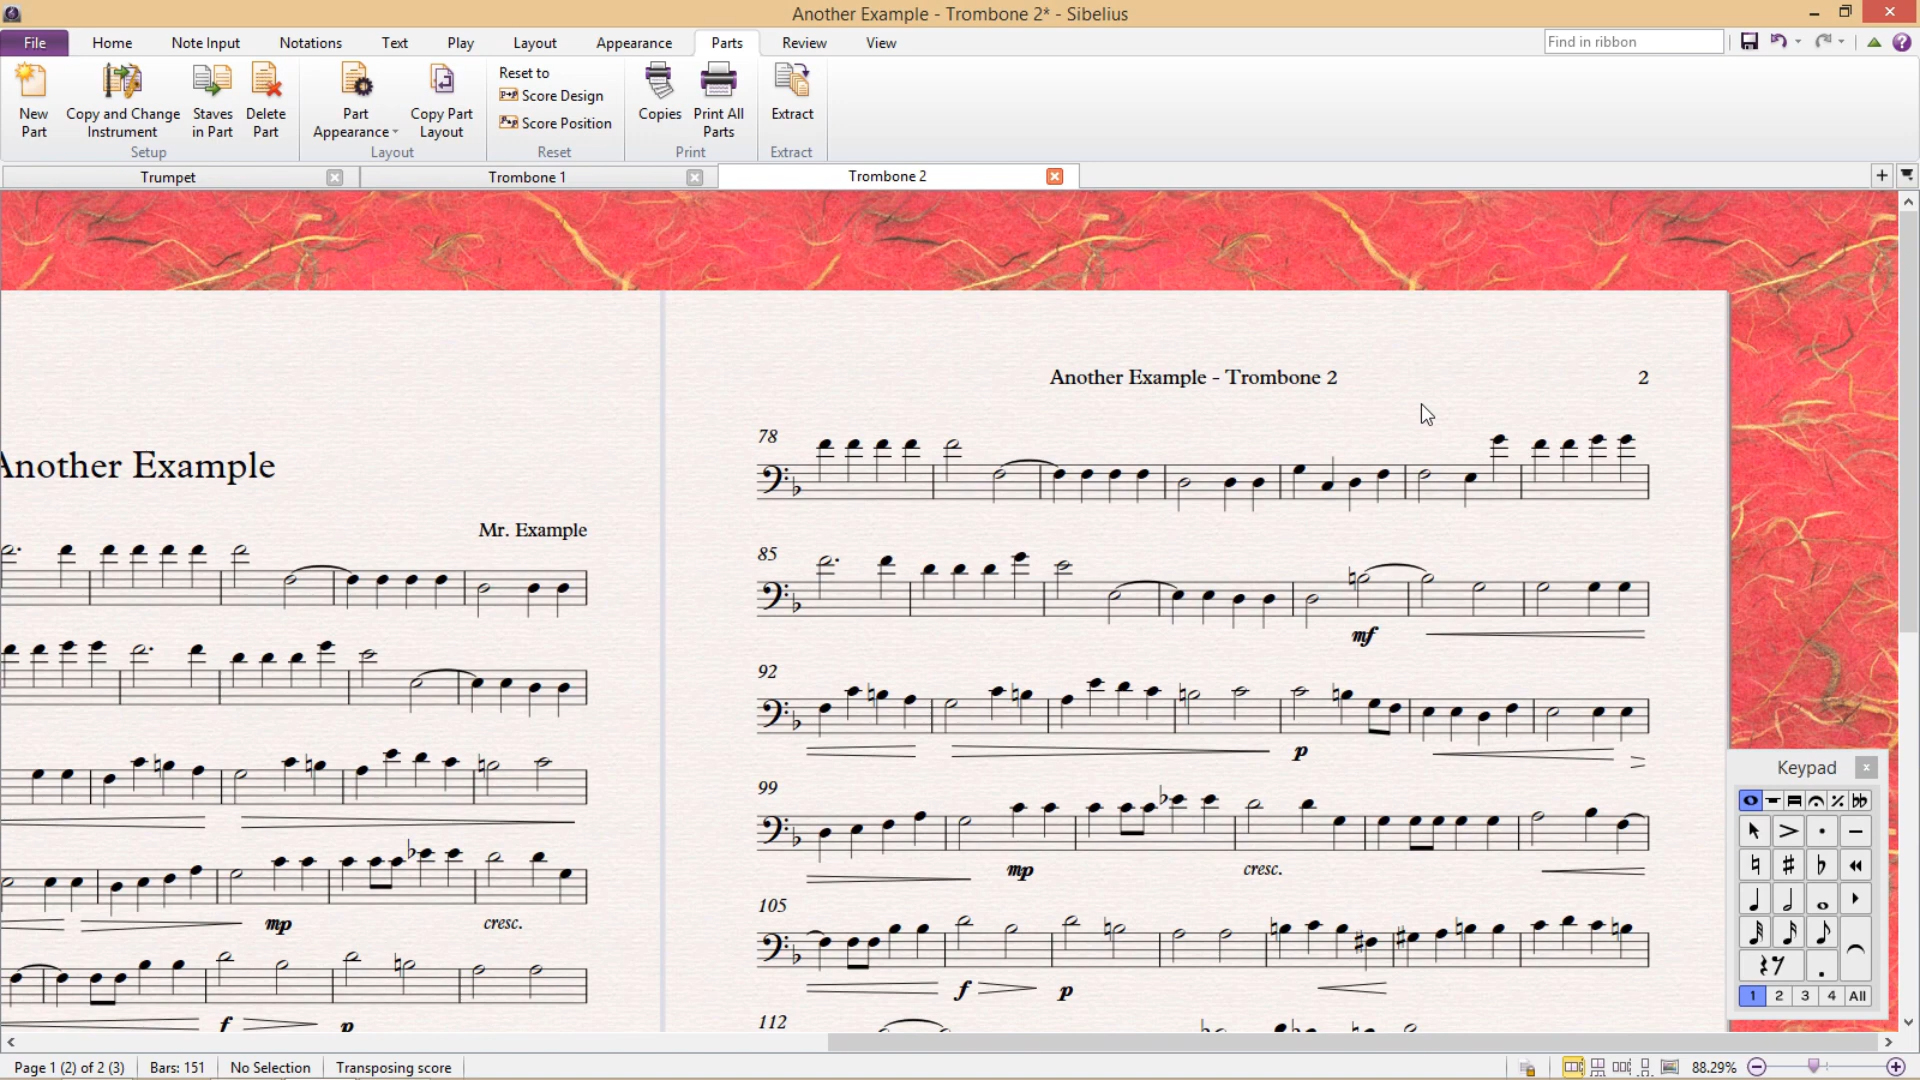 Another Example - Trombone 2* - Sibelius
File Home Note Input Notations Text Play Layout Appearance Parts Review View Find in ribbon
New Part
Copy and Change Instrument
Staves in Part
Delete Part
Setup
Part Appearance
Copy Part Layout
Layout
Reset to
Score Design
Score Position
Reset
Copies
Print All Parts
Print
Extract
Extract
Trumpet Trombone 1 Trombone 2
Another Example - Trombone 2 2
Another Example
Mr. Example
78
85
mf
92
p
99
mp cresc.
105
f p
112
mp cresc.
f p
Keypad
1 2 3 4 All
Page 1 (2) of 2 (3) Bars: 151 No Selection Transposing score 88.29%